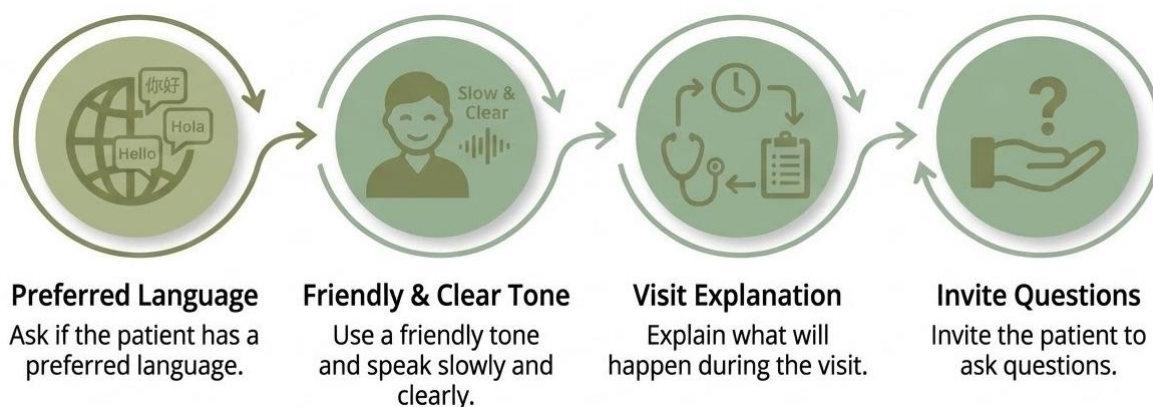 你好
Hola
Hello
Slow &
Clear
?
Preferred Language
Ask if the patient has a
preferred language.
Friendly & Clear Tone
Use a friendly tone
and speak slowly and
clearly.
Visit Explanation
Explain what will
happen during the visit.
Invite Questions
Invite the patient to
ask questions.